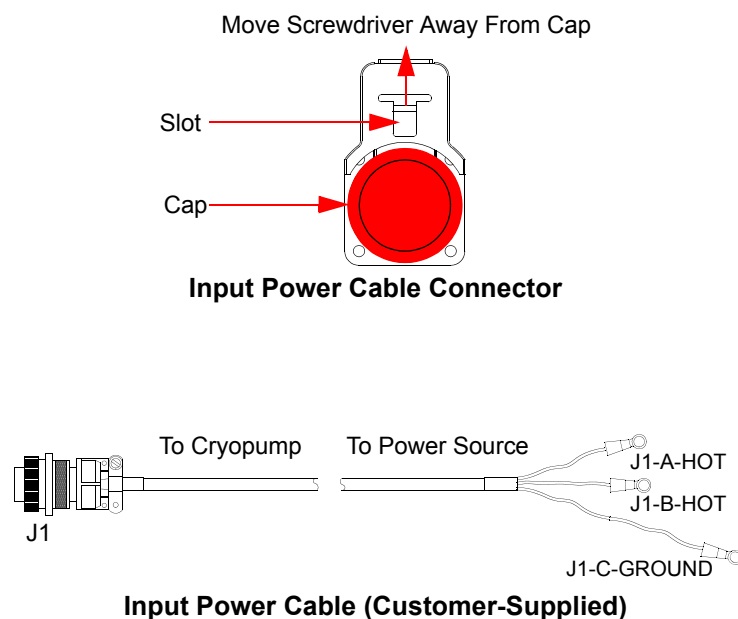 Move Screwdriver Away From Cap
Slot
Cap
Input Power Cable Connector
To Cryopump
To Power Source
J1-A-HOT
J1-B-HOT
J1
J1-C-GROUND
Input Power Cable (Customer-Supplied)